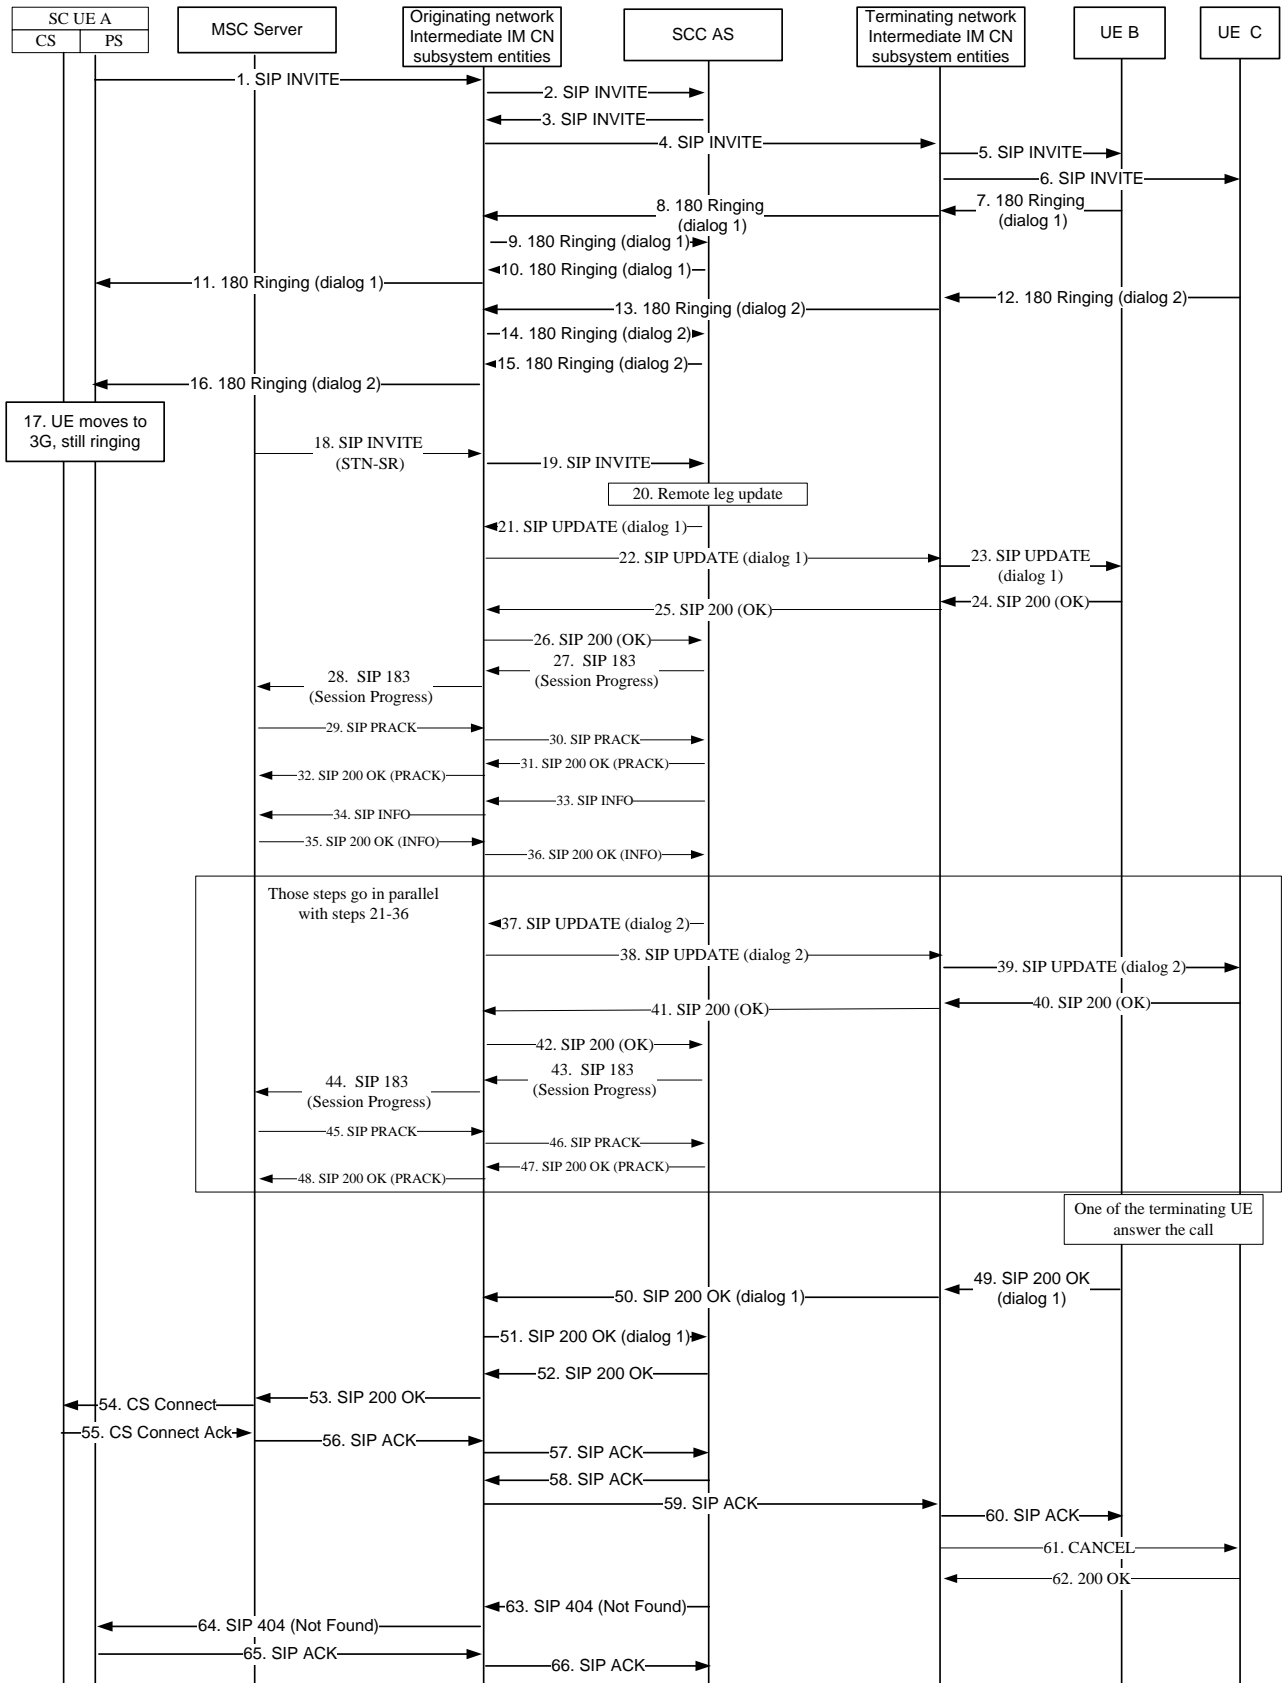 SC UE A
CS PS
MSC Server
Originating network
Intermediate IM CN
subsystem entities
SCC AS
Terminating network
Intermediate IM CN
subsystem entities
UE B
UE C
1. SIP INVITE
2. SIP INVITE
3. SIP INVITE
4. SIP INVITE
5. SIP INVITE
6. SIP INVITE
7. 180 Ringing
(dialog 1)
8. 180 Ringing
(dialog 1)
9. 180 Ringing (dialog 1)
10. 180 Ringing (dialog 1)
11. 180 Ringing (dialog 1)
12. 180 Ringing (dialog 2)
13. 180 Ringing (dialog 2)
14. 180 Ringing (dialog 2)
15. 180 Ringing (dialog 2)
16. 180 Ringing (dialog 2)
17. UE moves to
3G, still ringing
18. SIP INVITE
(STN-SR)
19. SIP INVITE
20. Remote leg update
21. SIP UPDATE (dialog 1)
22. SIP UPDATE (dialog 1)
23. SIP UPDATE
(dialog 1)
24. SIP 200 (OK)
25. SIP 200 (OK)
26. SIP 200 (OK)
27. SIP 183
(Session Progress)
28. SIP 183
(Session Progress)
29. SIP PRACK
30. SIP PRACK
31. SIP 200 OK (PRACK)
32. SIP 200 OK (PRACK)
33. SIP INFO
34. SIP INFO
35. SIP 200 OK (INFO)
36. SIP 200 OK (INFO)
Those steps go in parallel
with steps 21-36
37. SIP UPDATE (dialog 2)
38. SIP UPDATE (dialog 2)
39. SIP UPDATE (dialog 2)
40. SIP 200 (OK)
41. SIP 200 (OK)
42. SIP 200 (OK)
43. SIP 183
(Session Progress)
44. SIP 183
(Session Progress)
45. SIP PRACK
46. SIP PRACK
47. SIP 200 OK (PRACK)
48. SIP 200 OK (PRACK)
One of the terminating UE
answer the call
49. SIP 200 OK
(dialog 1)
50. SIP 200 OK (dialog 1)
51. SIP 200 OK (dialog 1)
52. SIP 200 OK
53. SIP 200 OK
54. CS Connect
55. CS Connect Ack
56. SIP ACK
57. SIP ACK
58. SIP ACK
59. SIP ACK
60. SIP ACK
61. CANCEL
62. 200 OK
63. SIP 404 (Not Found)
64. SIP 404 (Not Found)
65. SIP ACK
66. SIP ACK